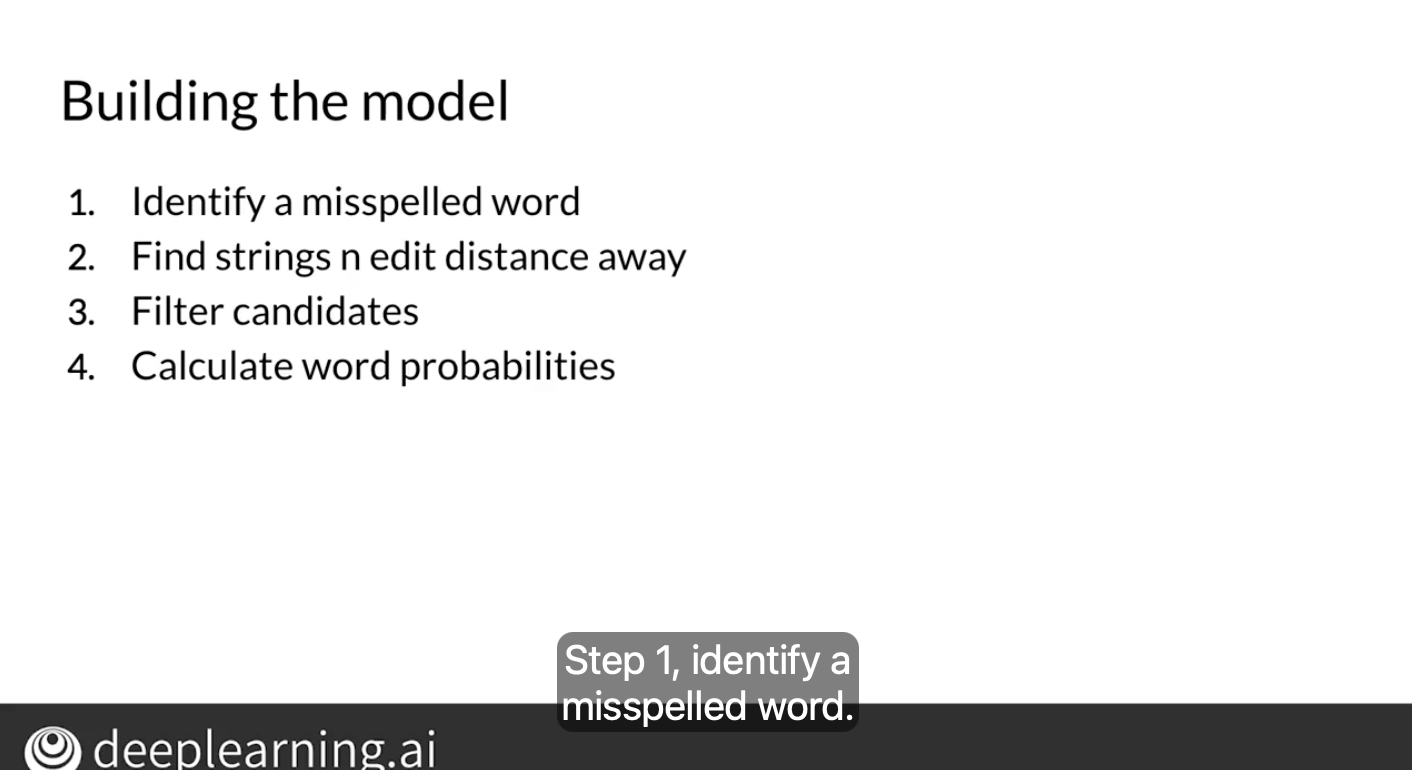 Building the model
1. Identify a misspelled word
2. Find strings n edit distance away
3. Filter candidates
4. Calculate word probabilities
Step 1, identify a
misspelled word.
deeplearning.ai